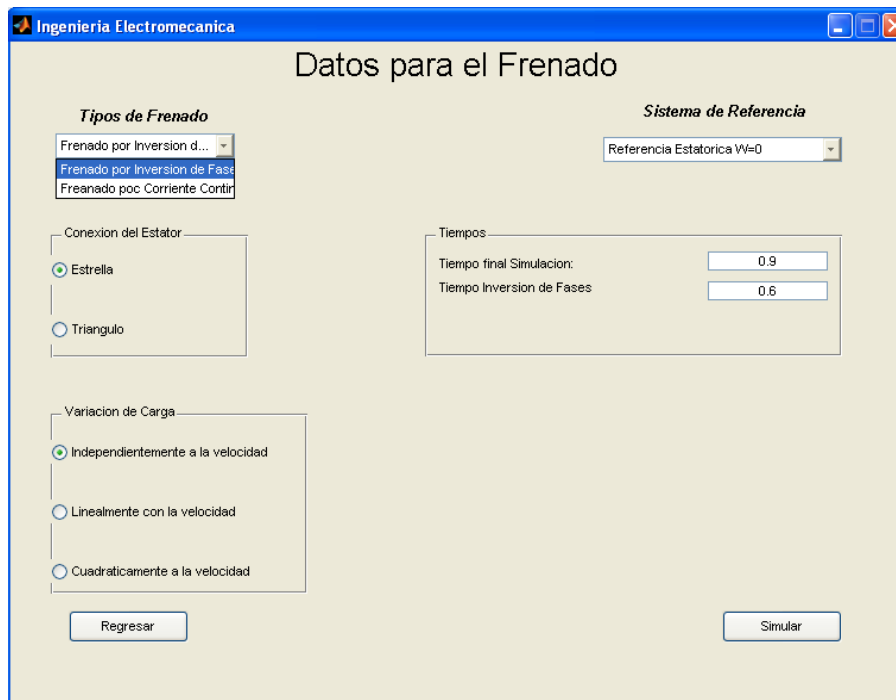 Ingenieria Electromecanica
Datos para el Frenado
Tipos de Frenado
Sistema de Referencia
Frenado por Inversion d...
Referencia Estatorica W=0
Frenado por Inversion de Fase
Freanado poc Corriente Contin
Conexion del Estator
Estrella
Triangulo
Tiempos
Tiempo final Simulacion:
0.9
Tiempo Inversion de Fases
0.6
Variacion de Carga
Independientemente a la velocidad
Linealmente con la velocidad
Cuadraticamente a la velocidad
Regresar
Simular